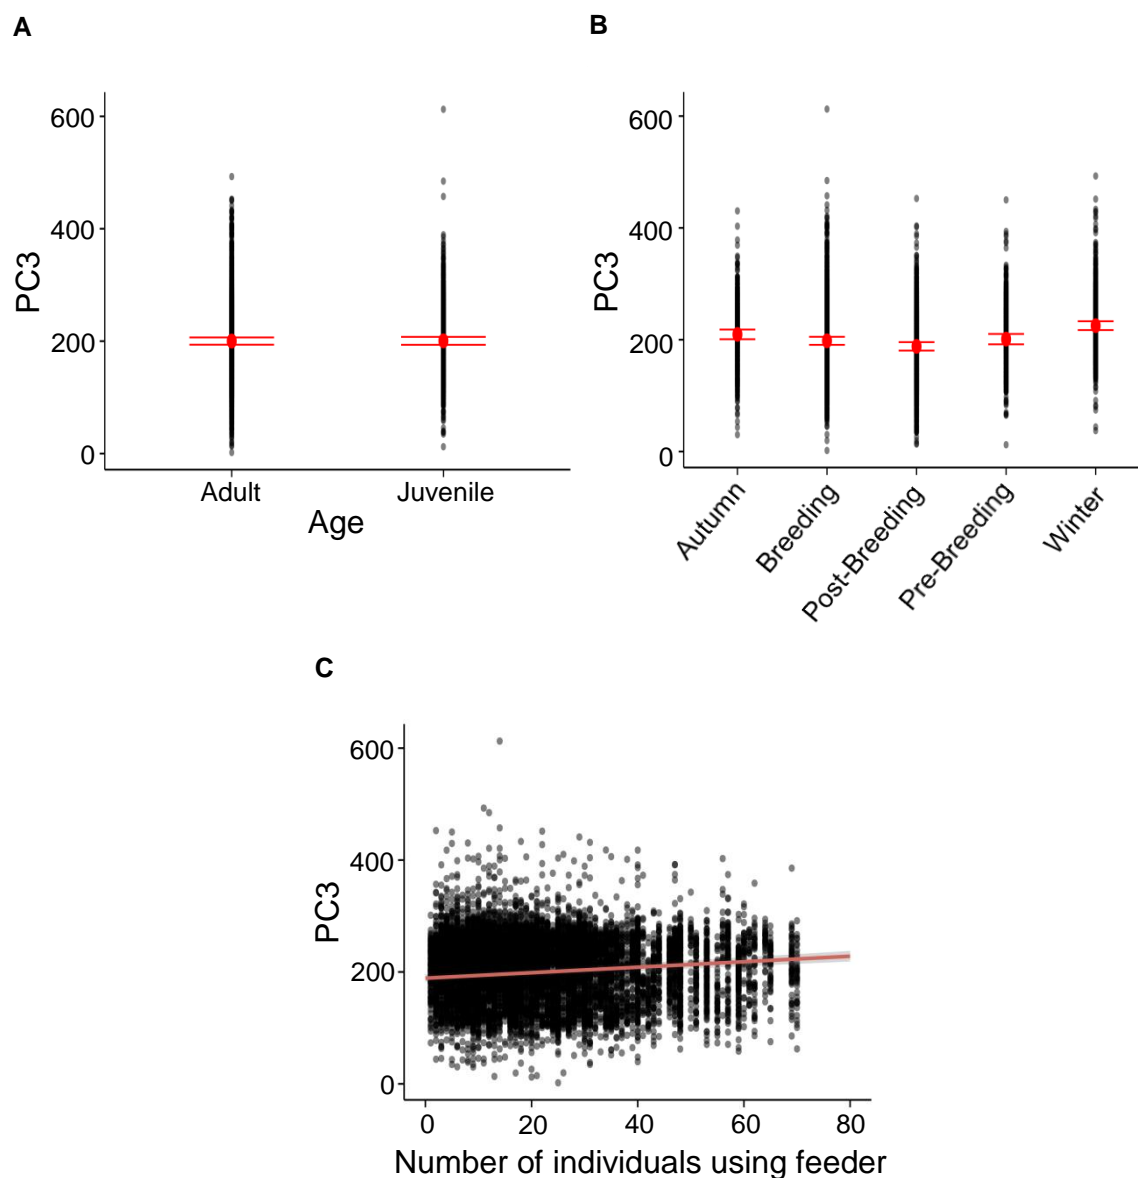 A
B
600
400
200
0
PC3
Adult
Juvenile
Age
600
400
200
0
PC3
Autumn
Breeding
Post-Breeding
Pre-Breeding
Winter
C
600
400
200
0
PC3
0
20
40
60
80
Number of individuals using feeder